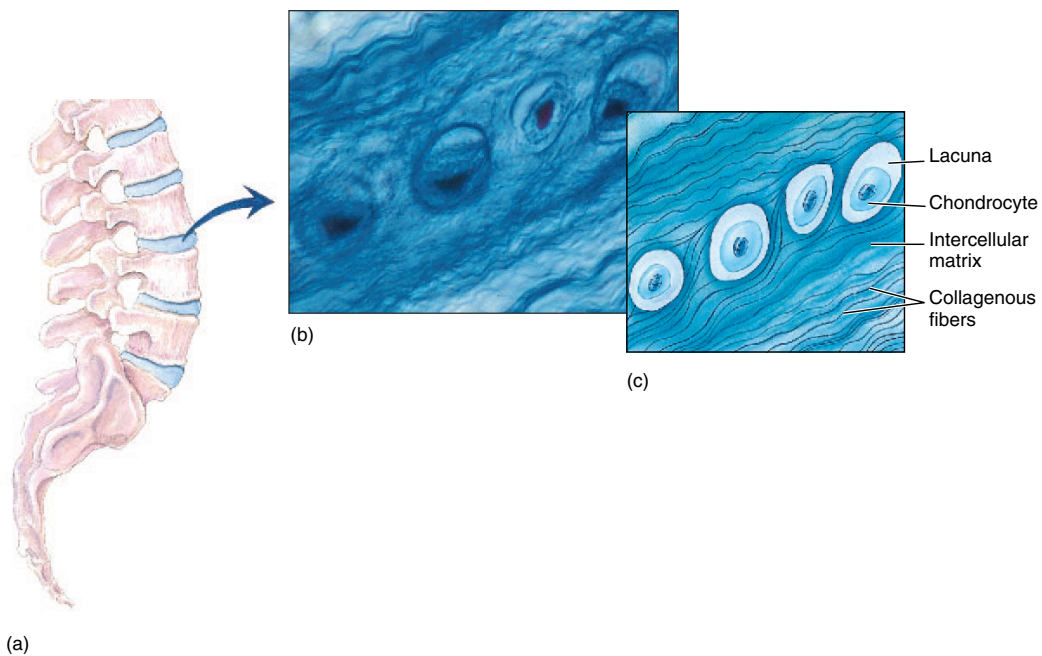 Lacuna
Chondrocyte
Intercellular
matrix
Collagenous
fibers
(b)
(c)
(a)